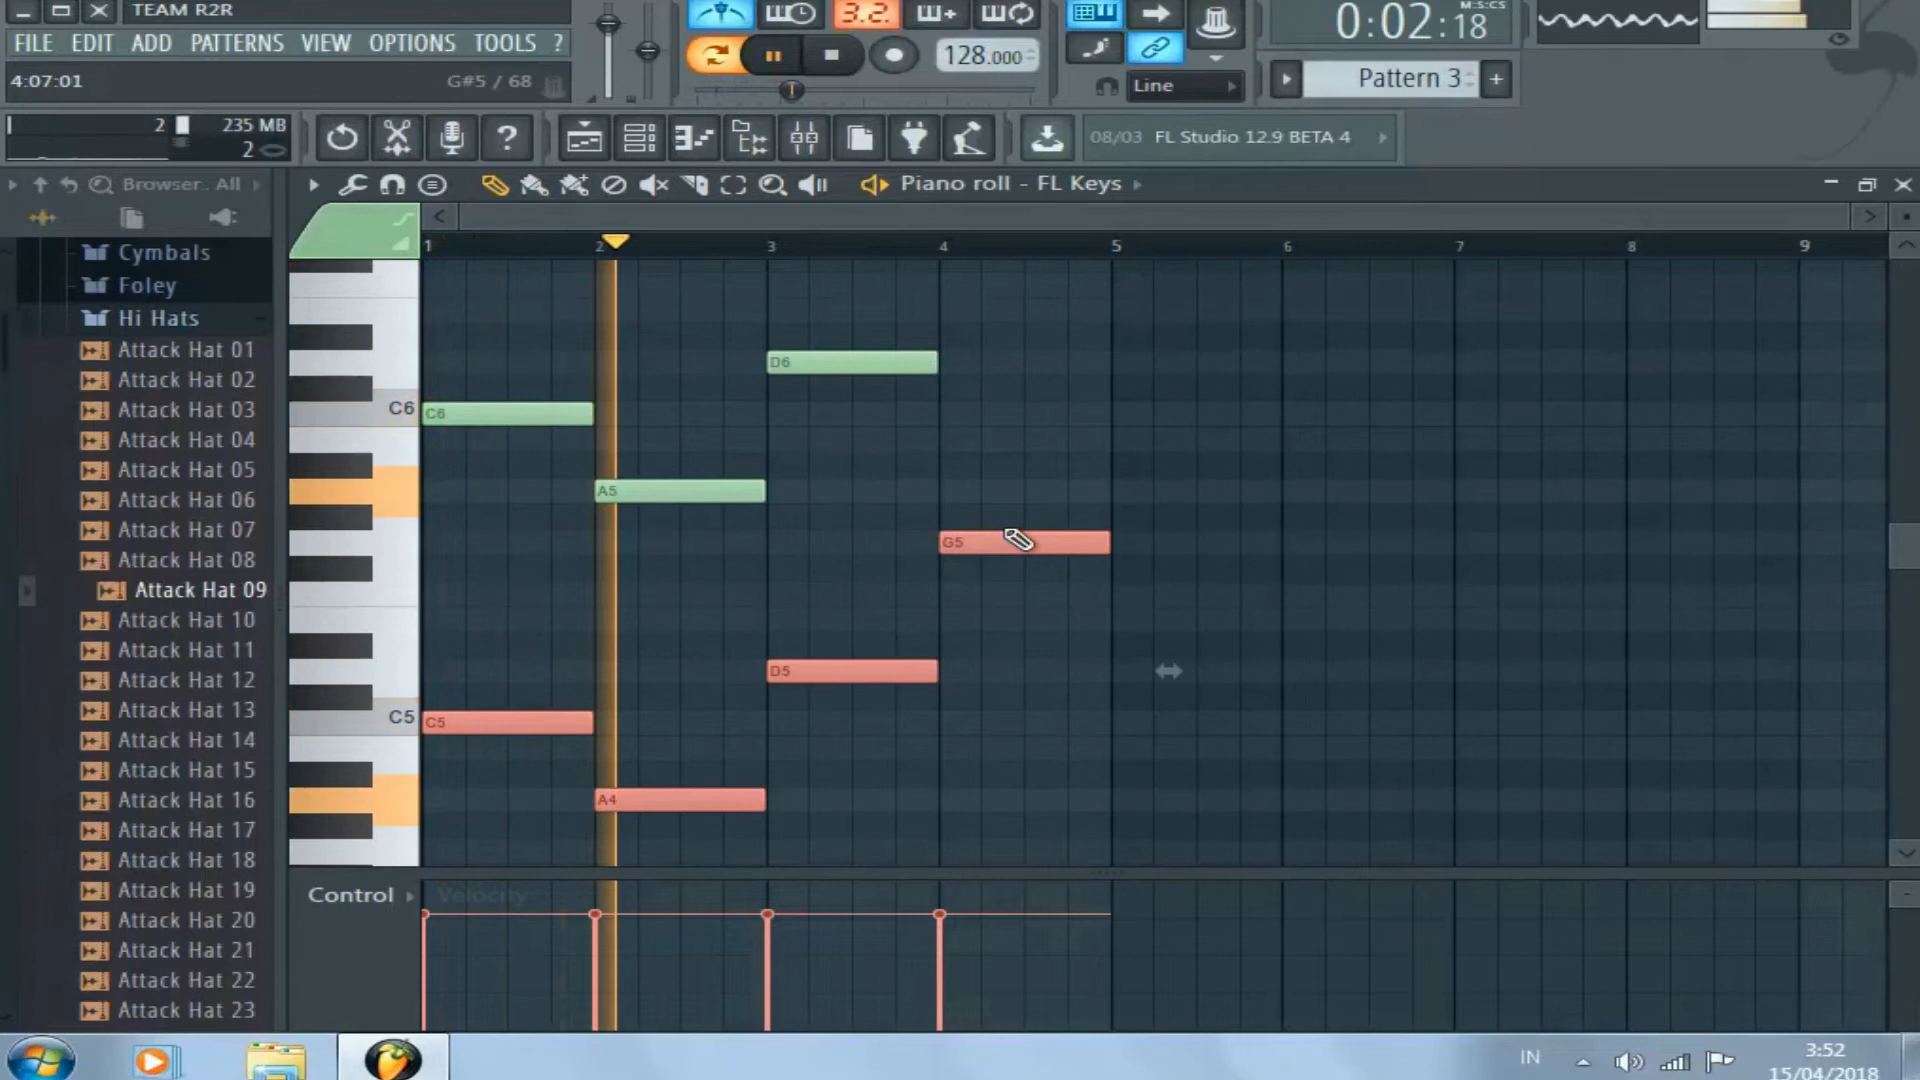 TEAM R2R
FILE EDIT ADD PATTERNS VIEW OPTIONS TOOLS ?
4:07:01 G#5 / 68
3.2.
128.000
Line
0:02:18
M:S:CS
Pattern 3
2 235 MB
2
08/03 FL Studio 12.9 BETA 4
Browser.. All
Piano roll - FL Keys
1 2 3 4 5 6 7 8 9
Cymbals
Foley
Hi Hats
Attack Hat 01
Attack Hat 02
Attack Hat 03
Attack Hat 04
Attack Hat 05
Attack Hat 06
Attack Hat 07
Attack Hat 08
Attack Hat 09
Attack Hat 10
Attack Hat 11
Attack Hat 12
Attack Hat 13
Attack Hat 14
Attack Hat 15
Attack Hat 16
Attack Hat 17
Attack Hat 18
Attack Hat 19
Attack Hat 20
Attack Hat 21
Attack Hat 22
Attack Hat 23
D6
C6 C6
A5
G5
D5
C5 C5
A4
Control Velocity
IN
3:52
15/04/2018